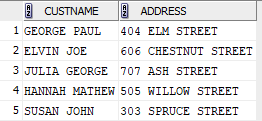 CUSTNAME ADDRESS
1 GEORGE PAUL 404 ELM STREET
2 ELVIN JOE 606 CHESTNUT STREET
3 JULIA GEORGE 707 ASH STREET
4 HANNAH MATHEW 505 WILLOW STREET
5 SUSAN JOHN 303 SPRUCE STREET